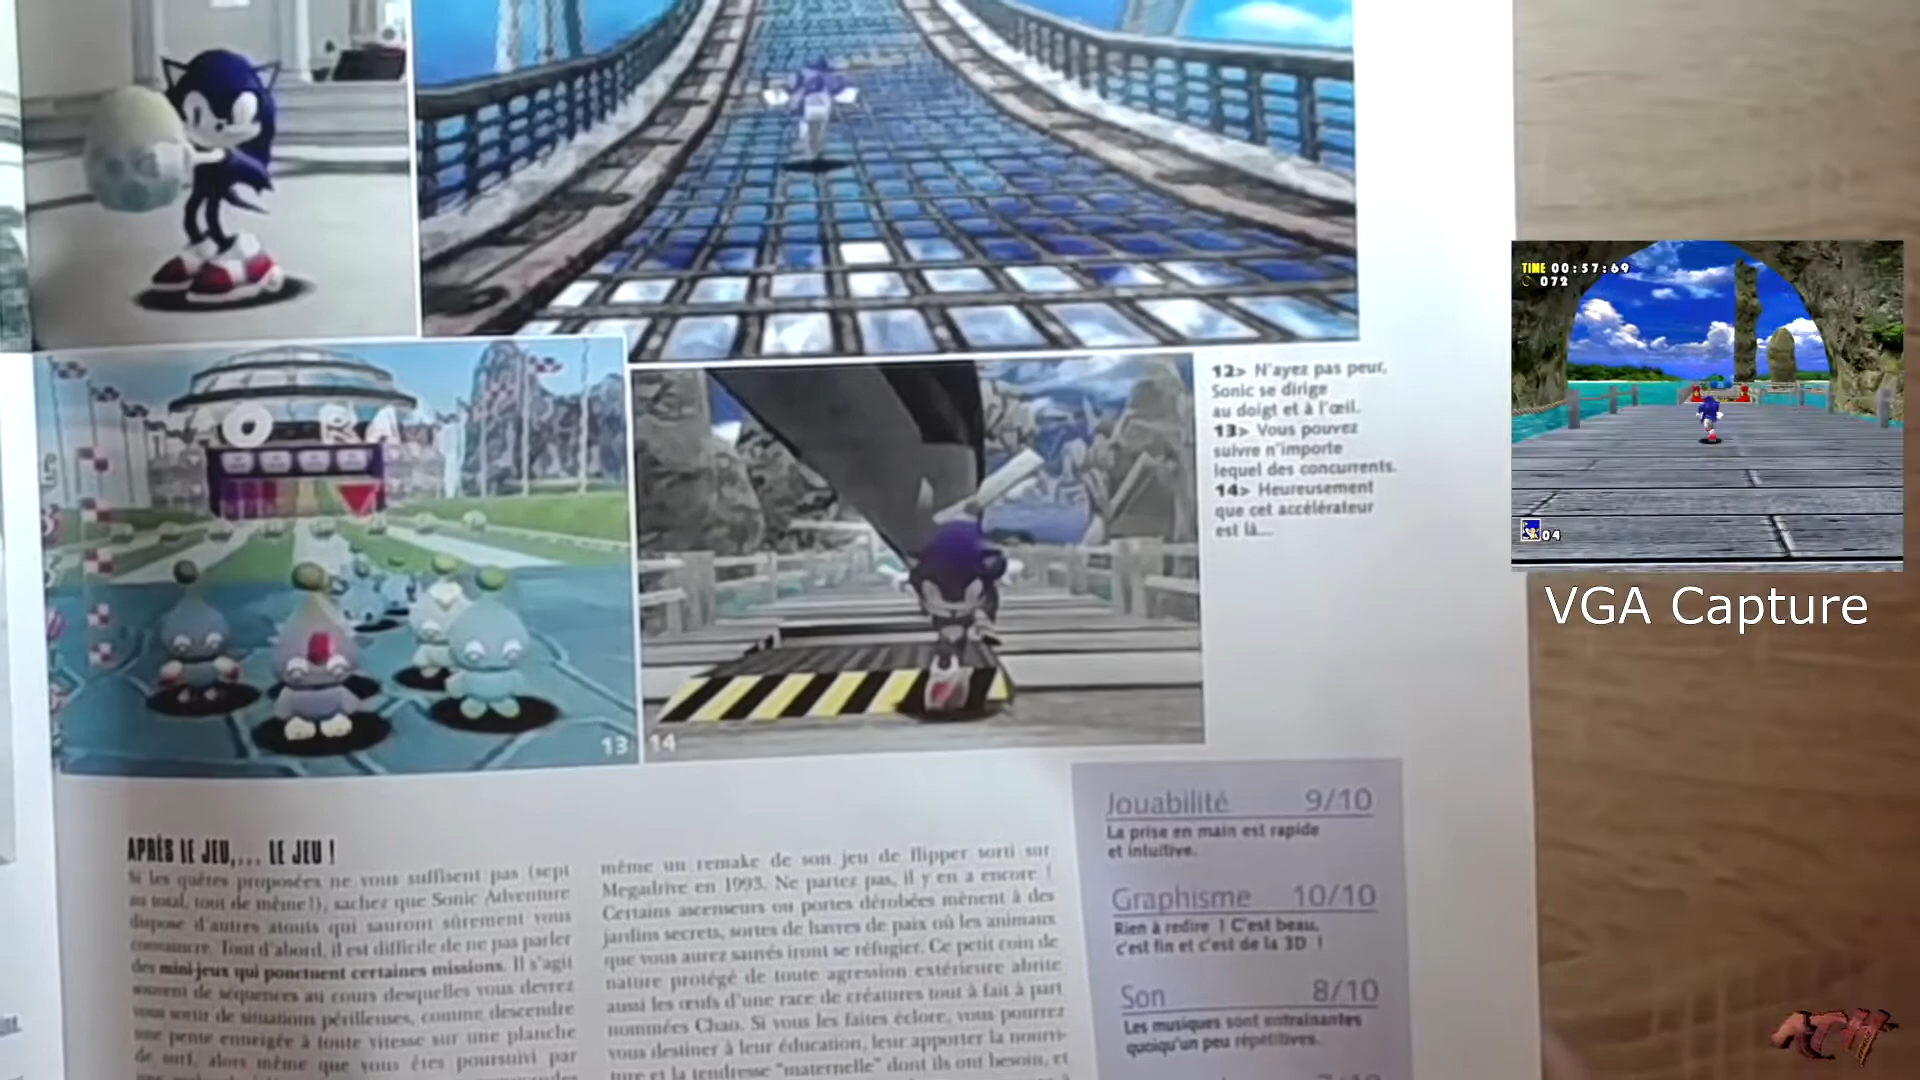 TIME 00:57:69
072
04
VGA Capture
12> N'ayez pas peur,
Sonic se dirige
au doigt et à l'œil.
13> Vous pouvez
suivre n'importe
lequel des concurrents.
14> Heureusement
que cet accélérateur
est là...
13
14
APRÈS LE JEU,... LE JEU !
Si les quêtes proposées ne vous suffisent pas (sept
au total, tout de même !), sachez que Sonic Adventure
dispose d'autres atouts qui sauront sûrement vous
convaincre. Tout d'abord, il est difficile de ne pas parler
des mini-jeux qui ponctuent certaines missions. Il s'agit
souvent de séquences au cours desquelles vous devrez
vous sortir de situations périlleuses, comme descendre
une pente enneigée à toute vitesse sur une planche
de surf, alors même que vous êtes poursuivi par
même un remake de son jeu de flipper sorti sur
Megadrive en 1993. Ne partez pas, il y en a encore !
Certains ascenseurs ou portes dérobées mènent à des
jardins secrets, sortes de havres de paix où les animaux
que vous aurez sauvés iront se réfugier. Ce petit coin de
nature protégé de toute agression extérieure abrite
aussi les œufs d'une race de créatures tout à fait à part
nommées Chao. Si vous les faites éclore, vous pourrez
vous destiner à leur éducation, leur apporter la nourri-
ture et la tendresse "maternelle" dont ils ont besoin, et
Jouabilité 9/10
La prise en main est rapide
et intuitive.
Graphisme 10/10
Rien à redire ! C'est beau,
c'est fin et c'est de la 3D !
Son 8/10
Les musiques sont entraînantes
quoiqu'un peu répétitives.